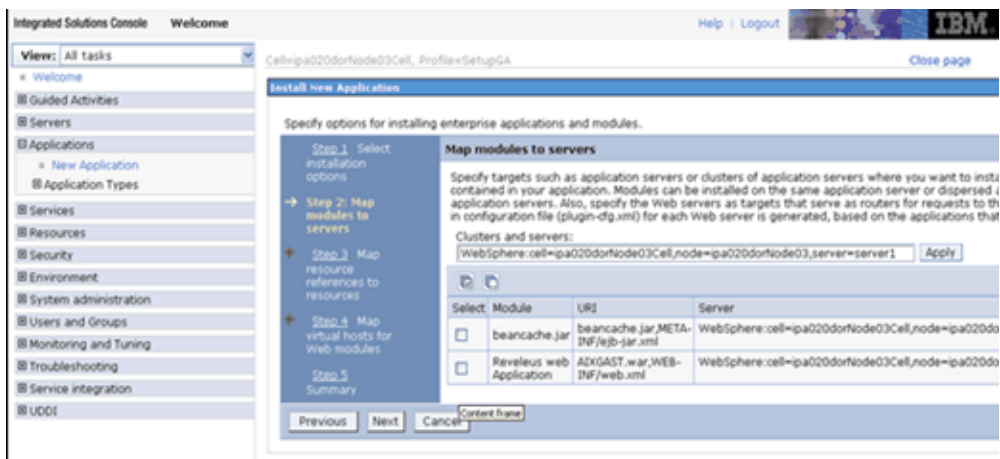 Integrated Solutions Console Welcome Help | Logout IBM.
View: All tasks
Cell=ipa020dorNode03Cell, Profile=SetupGA Close page
Welcome
Guided Activities
Servers
Applications
New Application
Application Types
Services
Resources
Security
Environment
System administration
Users and Groups
Monitoring and Tuning
Troubleshooting
Service integration
UDDI
Install New Application
Specify options for installing enterprise applications and modules.
Step 1 Select
installation
options
Step 2: Map
modules to
servers
Step 3 Map
resource
references to
resources
Step 4 Map
virtual hosts for
Web modules
Step 5
Summary
Map modules to servers
Specify targets such as application servers or clusters of application servers where you want to insta
contained in your application. Modules can be installed on the same application server or dispersed a
application servers. Also, specify the Web servers as targets that serve as routers for requests to th
in configuration file (plugin-cfg.xml) for each Web server is generated, based on the applications that
Clusters and servers:
WebSphere:cell=ipa020dorNode03Cell,node=ipa020dorNode03,server=server1 Apply
Select Module URI Server
beancache.jar beancache.jar,META-INF/ejb-jar.xml WebSphere:cell=ipa020dorNode03Cell,node=ipa020do
Reveleus web Application AIXGAST.war,WEB-INF/web.xml WebSphere:cell=ipa020dorNode03Cell,node=ipa020do
Previous Next Cancel Content frame